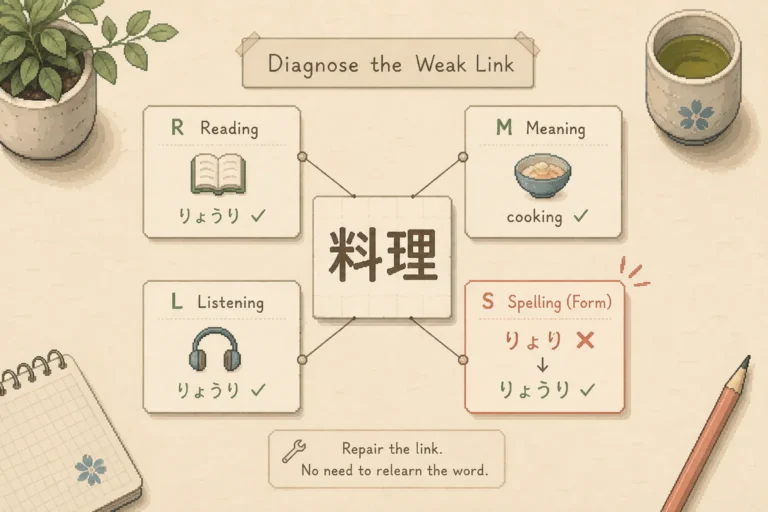 Diagnose the Weak Link
R Reading
りょうり ✓
M Meaning
cooking ✓
料理
L Listening
りょうり ✓
S Spelling (Form)
りょり ✗
↓
りょうり ✓
Repair the link.
No need to relearn the word.